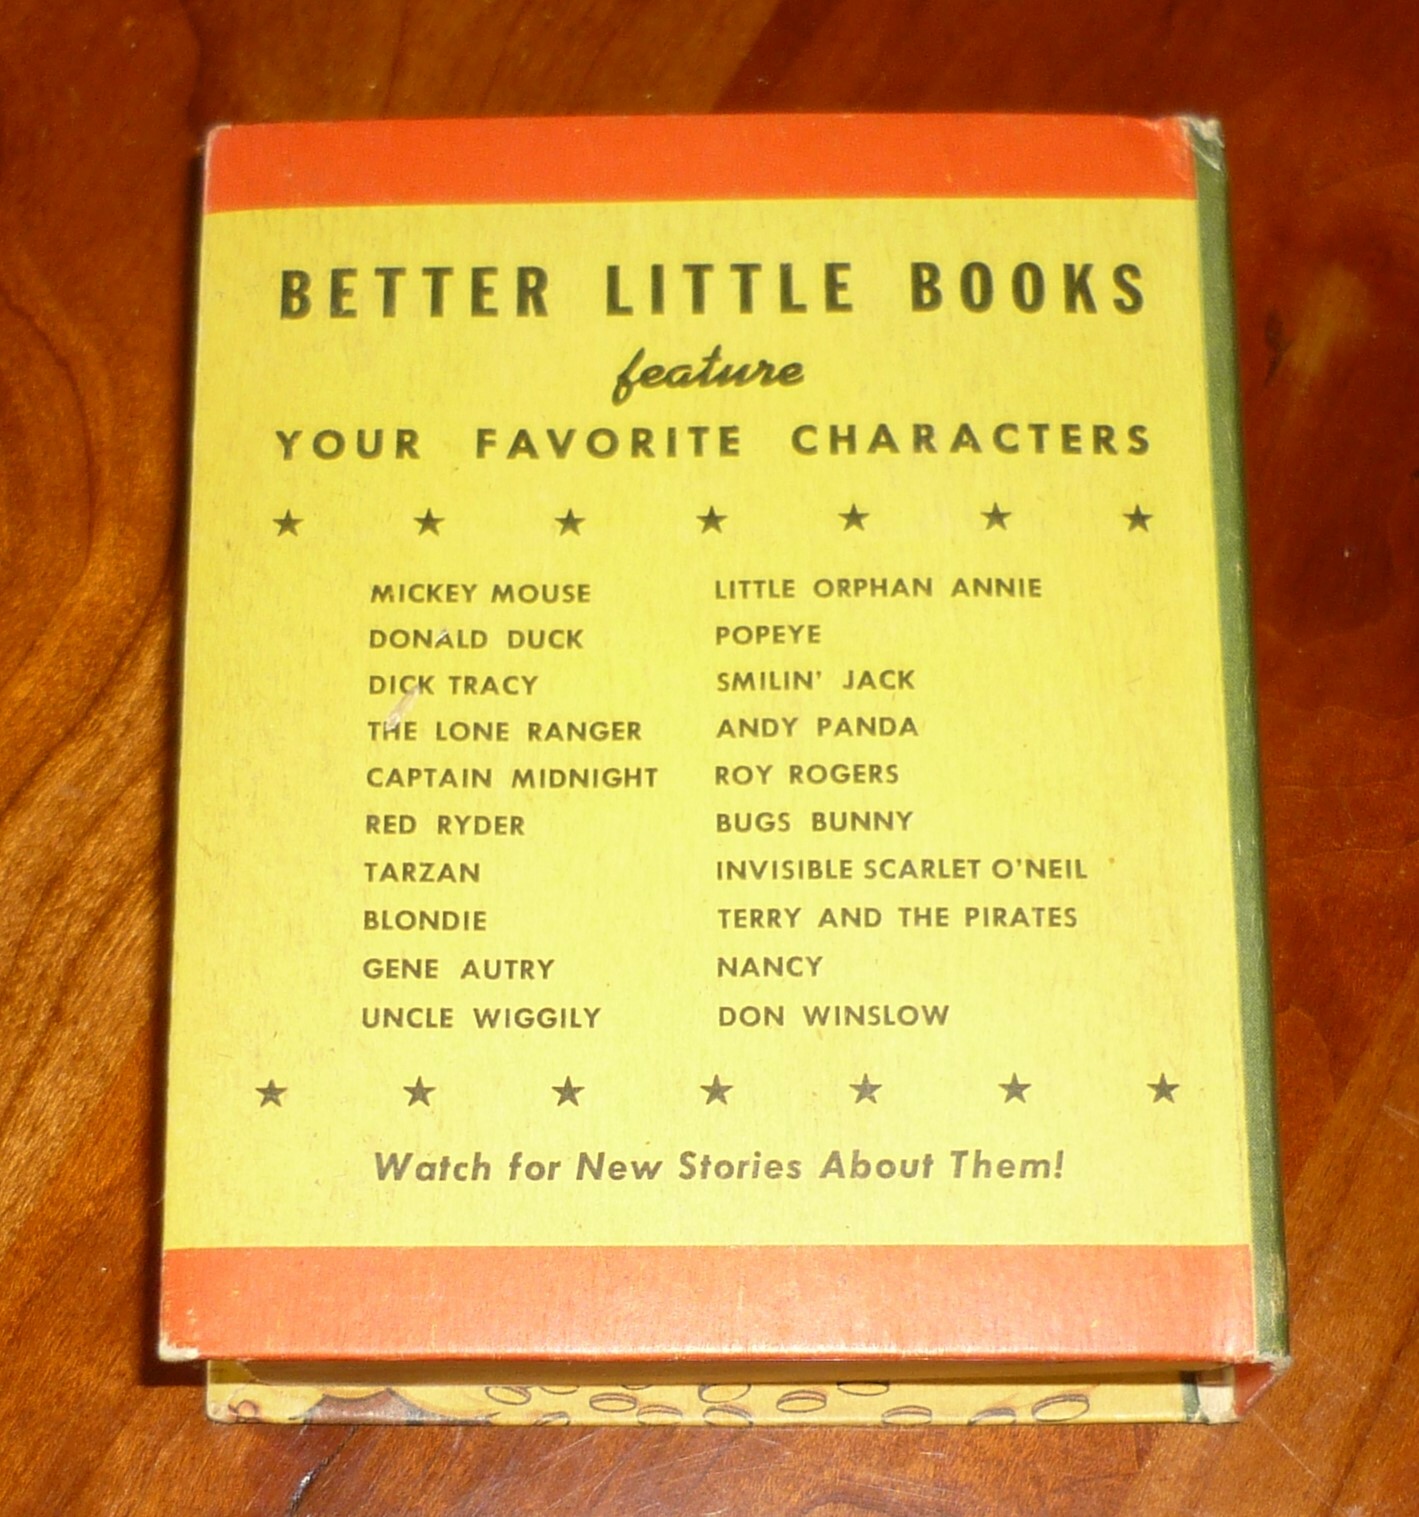 BETTER LITTLE BOOKS
feature
YOUR FAVORITE CHARACTERS
MICKEY MOUSE
DONALD DUCK
DICK TRACY
THE LONE RANGER
CAPTAIN MIDNIGHT
RED RYDER
TARZAN
BLONDIE
GENE AUTRY
UNCLE WIGGILY
LITTLE ORPHAN ANNIE
POPEYE
SMILIN' JACK
ANDY PANDA
ROY ROGERS
BUGS BUNNY
INVISIBLE SCARLET O'NEIL
TERRY AND THE PIRATES
NANCY
DON WINSLOW
Watch for New Stories About Them!